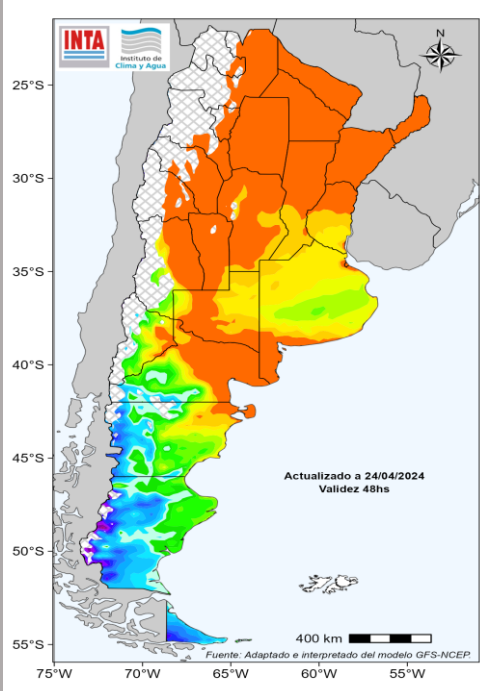 INTA
Instituto de
Clima y Agua
N
25°S
30°S
35°S
40°S
45°S
50°S
55°S
Actualizado a 24/04/2024
Validez 48hs
400 km
Fuente: Adaptado e interpretado del modelo GFS-NCEP.
75°W
70°W
65°W
60°W
55°W